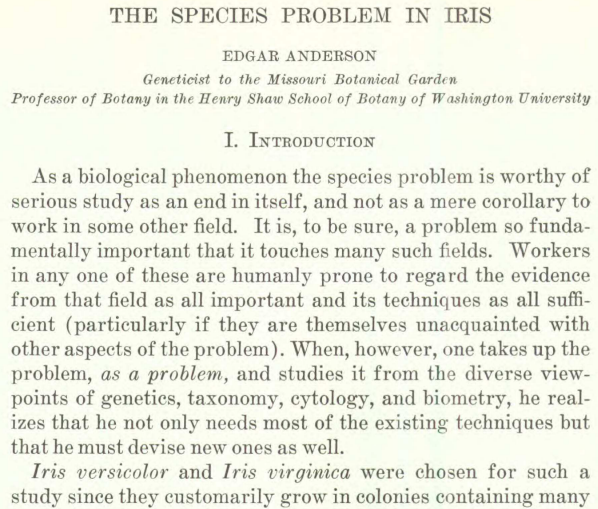 THE SPECIES PROBLEM IN IRIS
EDGAR ANDERSON
Geneticist to the Missouri Botanical Garden
Professor of Botany in the Henry Shaw School of Botany of Washington University
I. Introduction
As a biological phenomenon the species problem is worthy of
serious study as an end in itself, and not as a mere corollary to
work in some other field. It is, to be sure, a problem so funda-
mentally important that it touches many such fields. Workers
in any one of these are humanly prone to regard the evidence
from that field as all important and its techniques as all suffi-
cient (particularly if they are themselves unacquainted with
other aspects of the problem). When, however, one takes up the
problem, as a problem, and studies it from the diverse view-
points of genetics, taxonomy, cytology, and biometry, he real-
izes that he not only needs most of the existing techniques but
that he must devise new ones as well.
Iris versicolor and Iris virginica were chosen for such a
study since they customarily grow in colonies containing many